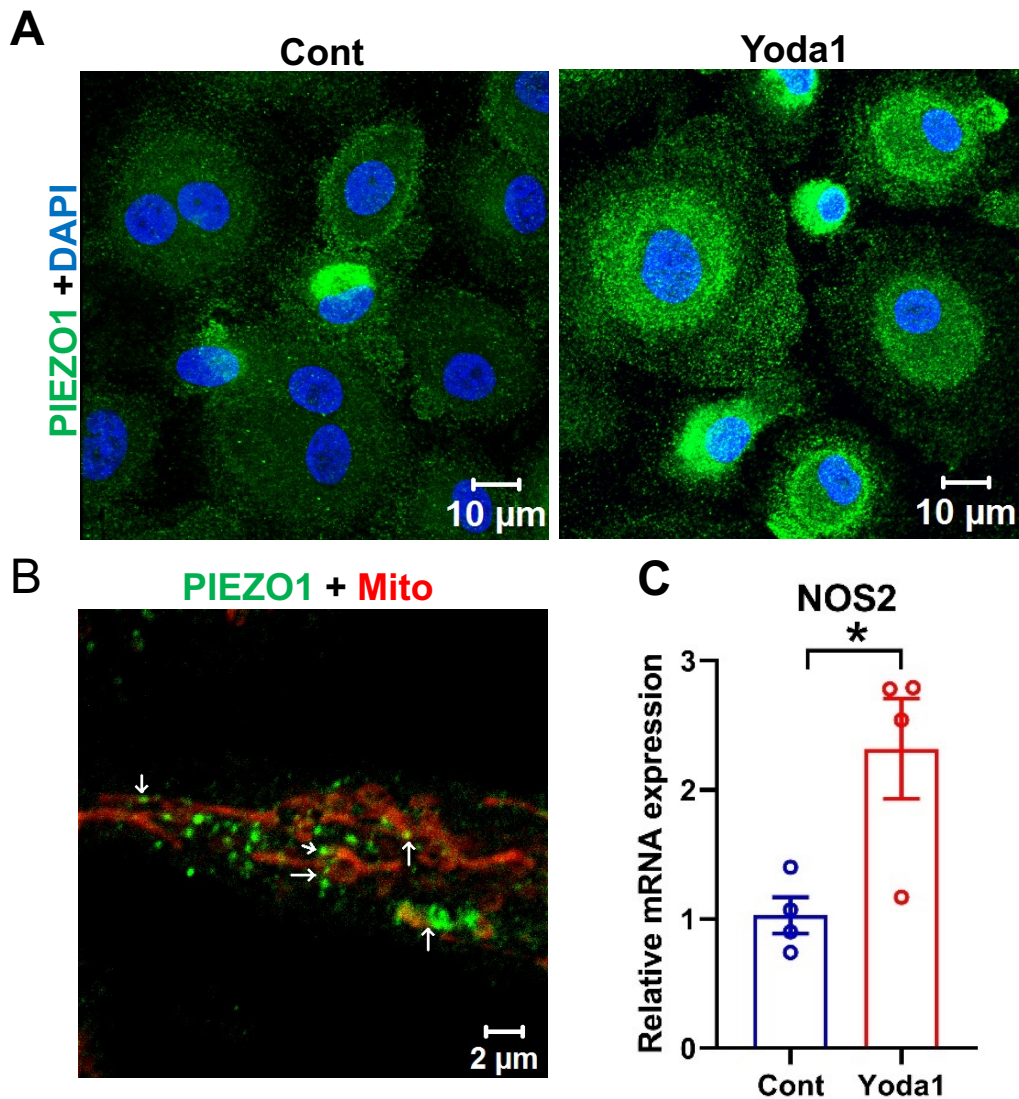 A
Cont
Yoda1
PIEZO1 +DAPI
10 µm
10 µm
B
PIEZO1 + Mito
2 µm
C
NOS2
*
Relative mRNA expression
3
2
1
0
Cont
Yoda1